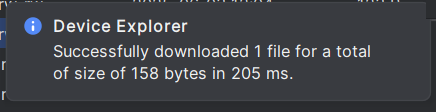 Device Explorer
Successfully downloaded 1 file for a total
of size of 158 bytes in 205 ms.